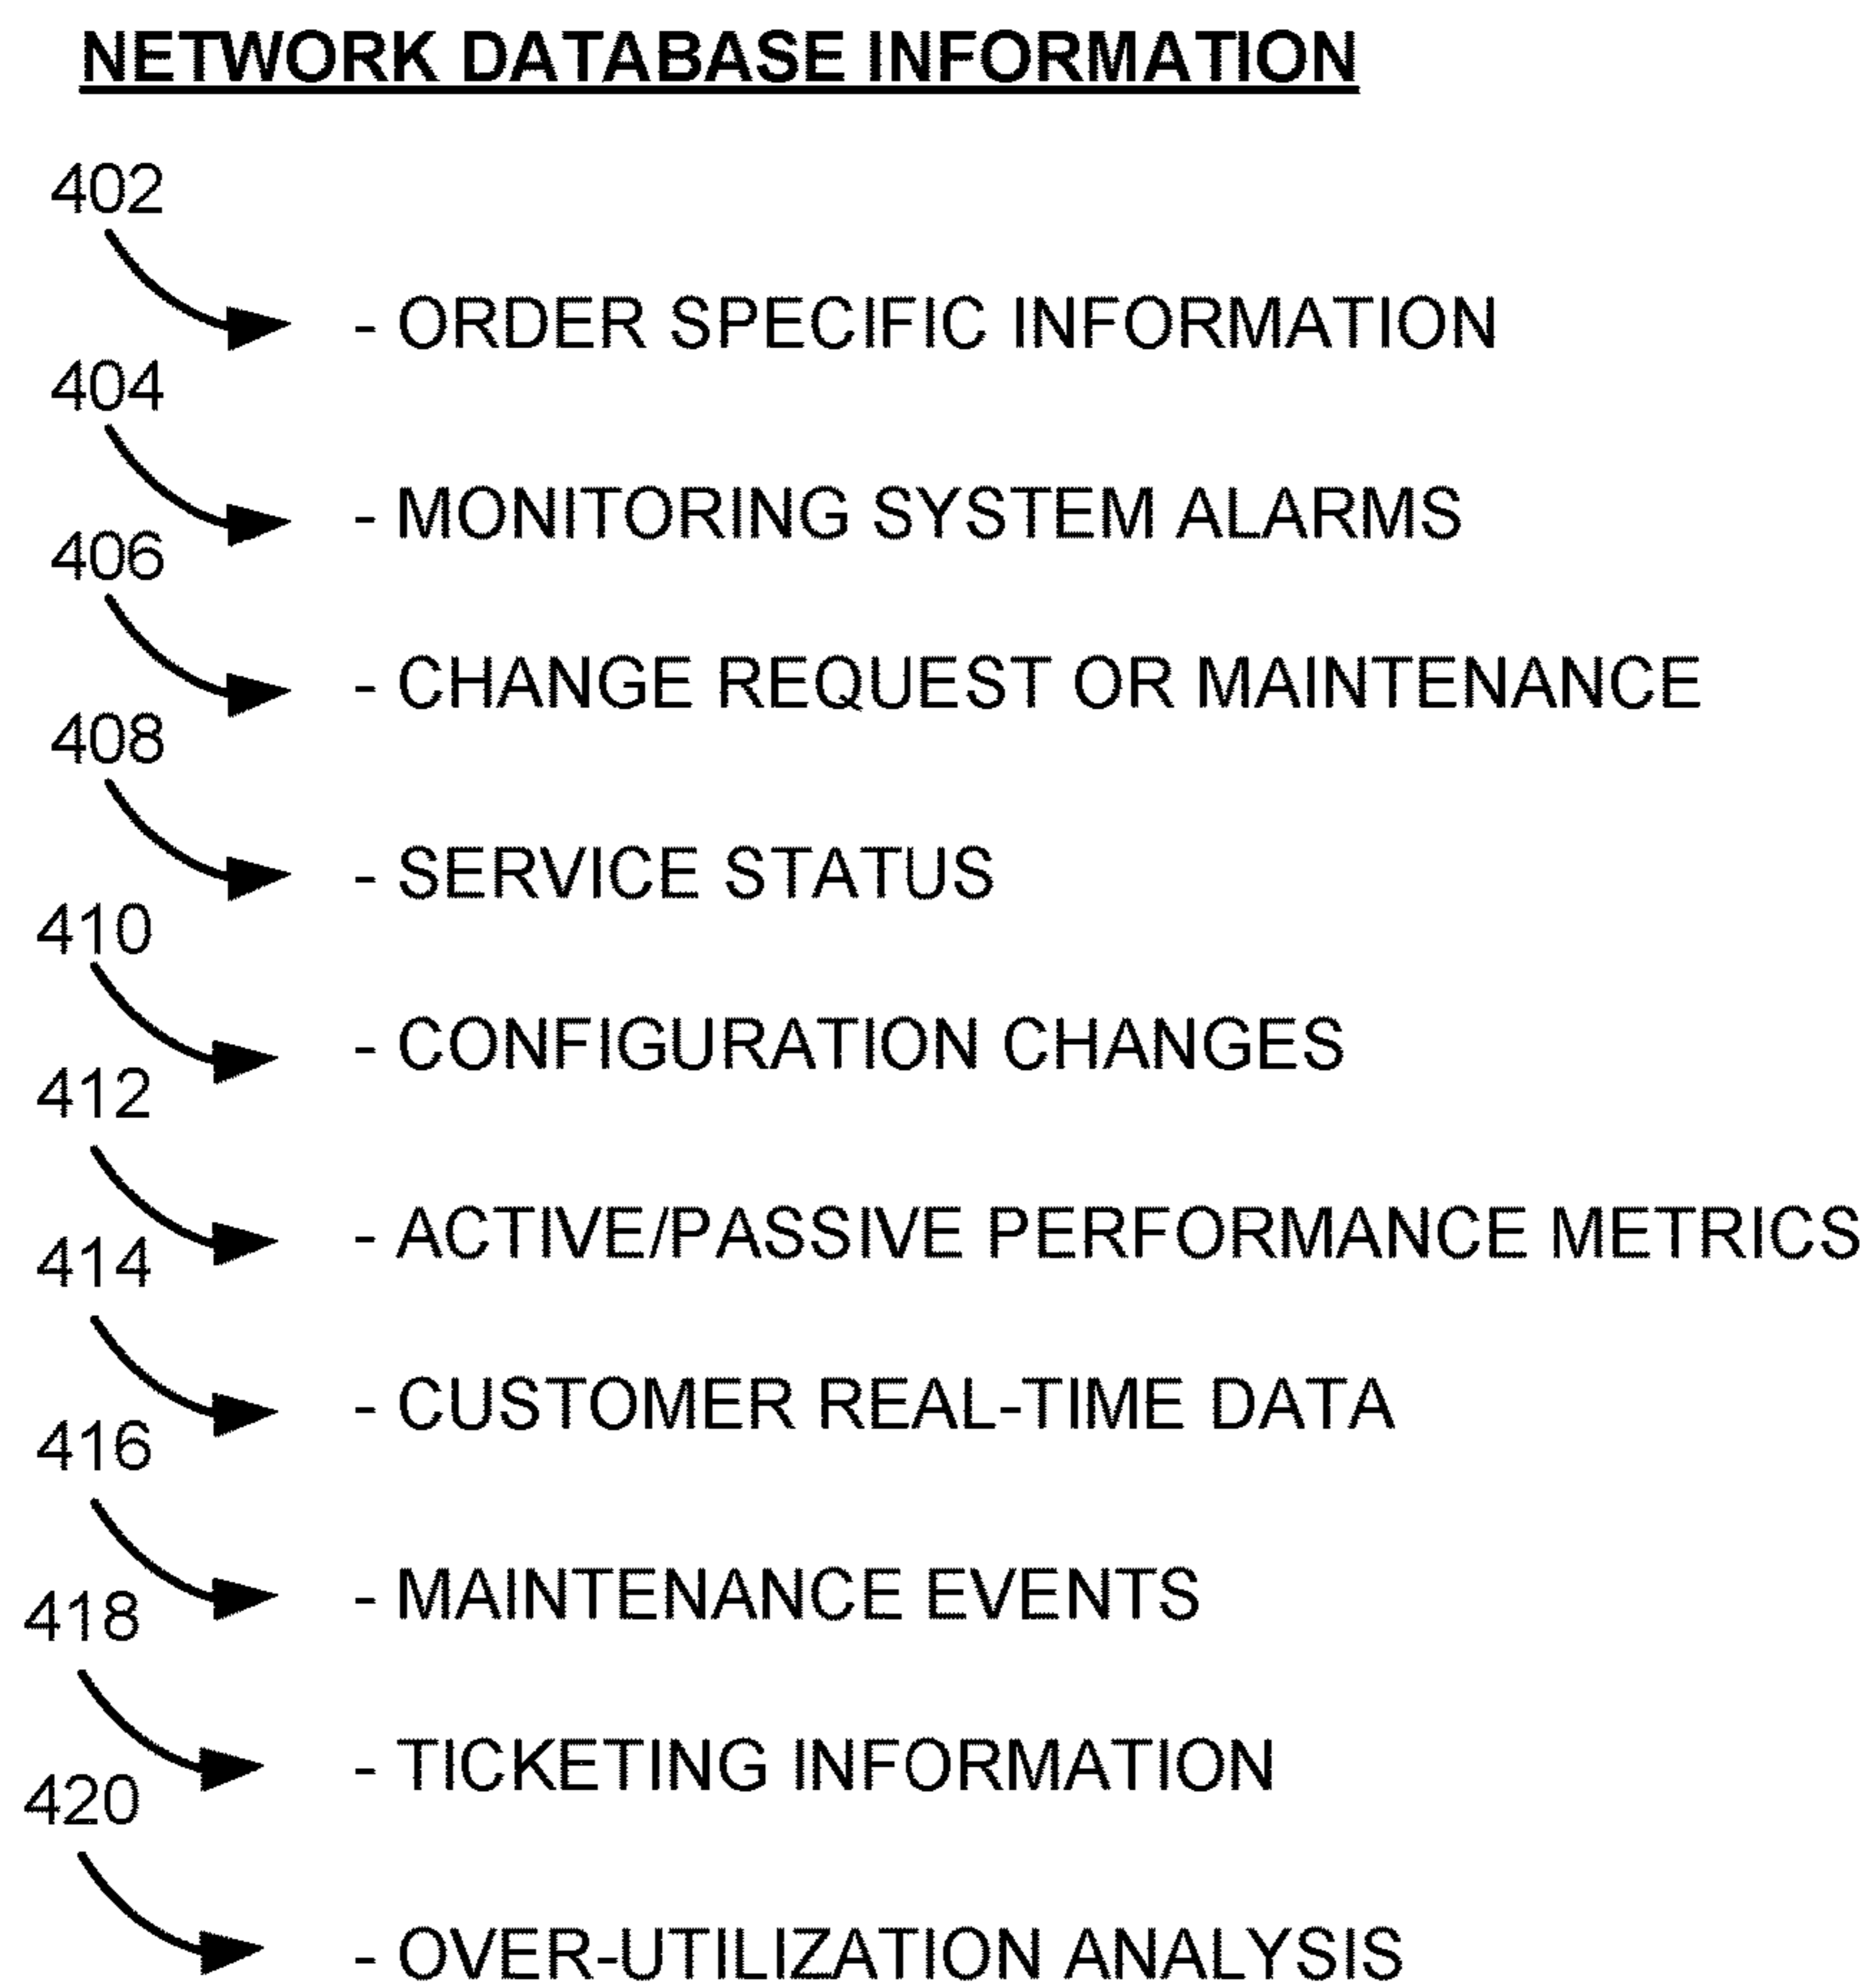 NETWORK DATABASE INFORMATION
402
- ORDER SPECIFIC INFORMATION
404
- MONITORING SYSTEM ALARMS
406
- CHANGE REQUEST OR MAINTENANCE
408
- SERVICE STATUS
410
- CONFIGURATION CHANGES
412
- ACTIVE/PASSIVE PERFORMANCE METRICS
414
- CUSTOMER REAL-TIME DATA
416
- MAINTENANCE EVENTS
418
- TICKETING INFORMATION
420
- OVER-UTILIZATION ANALYSIS